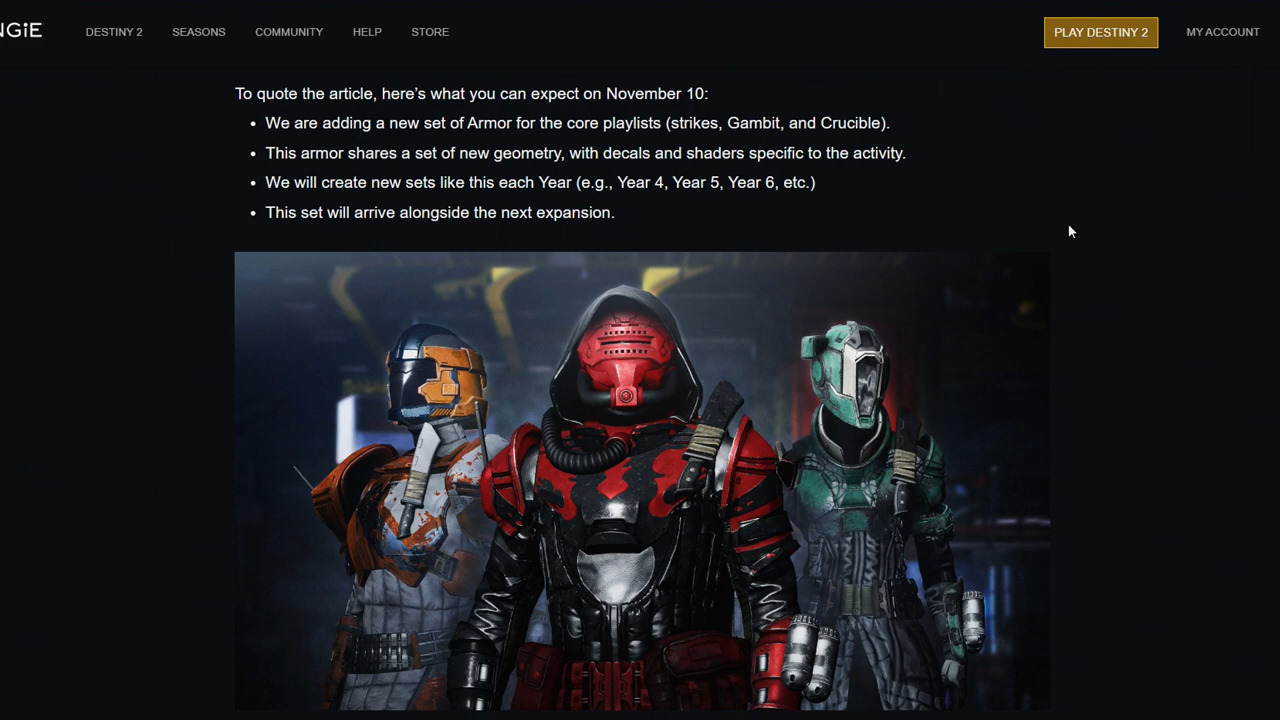 NGiE
DESTINY 2 SEASONS COMMUNITY HELP STORE PLAY DESTINY 2 MY ACCOUNT
To quote the article, here's what you can expect on November 10:
• We are adding a new set of Armor for the core playlists (strikes, Gambit, and Crucible).
• This armor shares a set of new geometry, with decals and shaders specific to the activity.
• We will create new sets like this each Year (e.g., Year 4, Year 5, Year 6, etc.)
• This set will arrive alongside the next expansion.